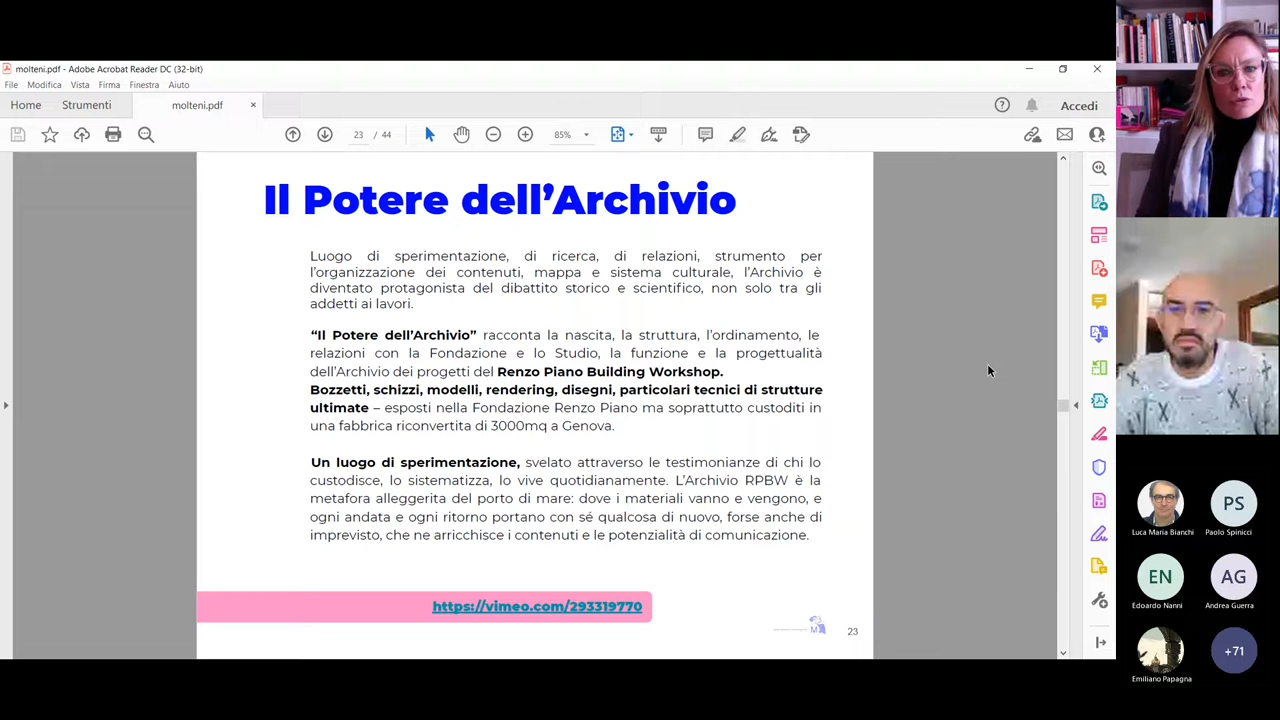 molteni.pdf - Adobe Acrobat Reader DC (32-bit)
File Modifica Vista Firma Finestra Aiuto
Home Strumenti molteni.pdf × Accedi
23 / 44 85%
Il Potere dell’Archivio
Luogo di sperimentazione, di ricerca, di relazioni, strumento per
l’organizzazione dei contenuti, mappa e sistema culturale, l’Archivio è
diventato protagonista del dibattito storico e scientifico, non solo tra gli
addetti ai lavori.
“Il Potere dell’Archivio” racconta la nascita, la struttura, l’ordinamento, le
relazioni con la Fondazione e lo Studio, la funzione e la progettualità
dell’Archivio dei progetti del Renzo Piano Building Workshop.
Bozzetti, schizzi, modelli, rendering, disegni, particolari tecnici di strutture
ultimate – esposti nella Fondazione Renzo Piano ma soprattutto custoditi in
una fabbrica riconvertita di 3000mq a Genova.
Un luogo di sperimentazione, svelato attraverso le testimonianze di chi lo
custodisce, lo sistematizza, lo vive quotidianamente. L’Archivio RPBW è la
metafora alleggerita del porto di mare: dove i materiali vanno e vengono, e
ogni andata e ogni ritorno portano con sé qualcosa di nuovo, forse anche di
imprevisto, che ne arricchisce i contenuti e le potenzialità di comunicazione.
https://vimeo.com/293319770
23
PS
Luca Maria Bianchi Paolo Spinicci
EN AG
Edoardo Nanni Andrea Guerra
+71
Emiliano Papagna